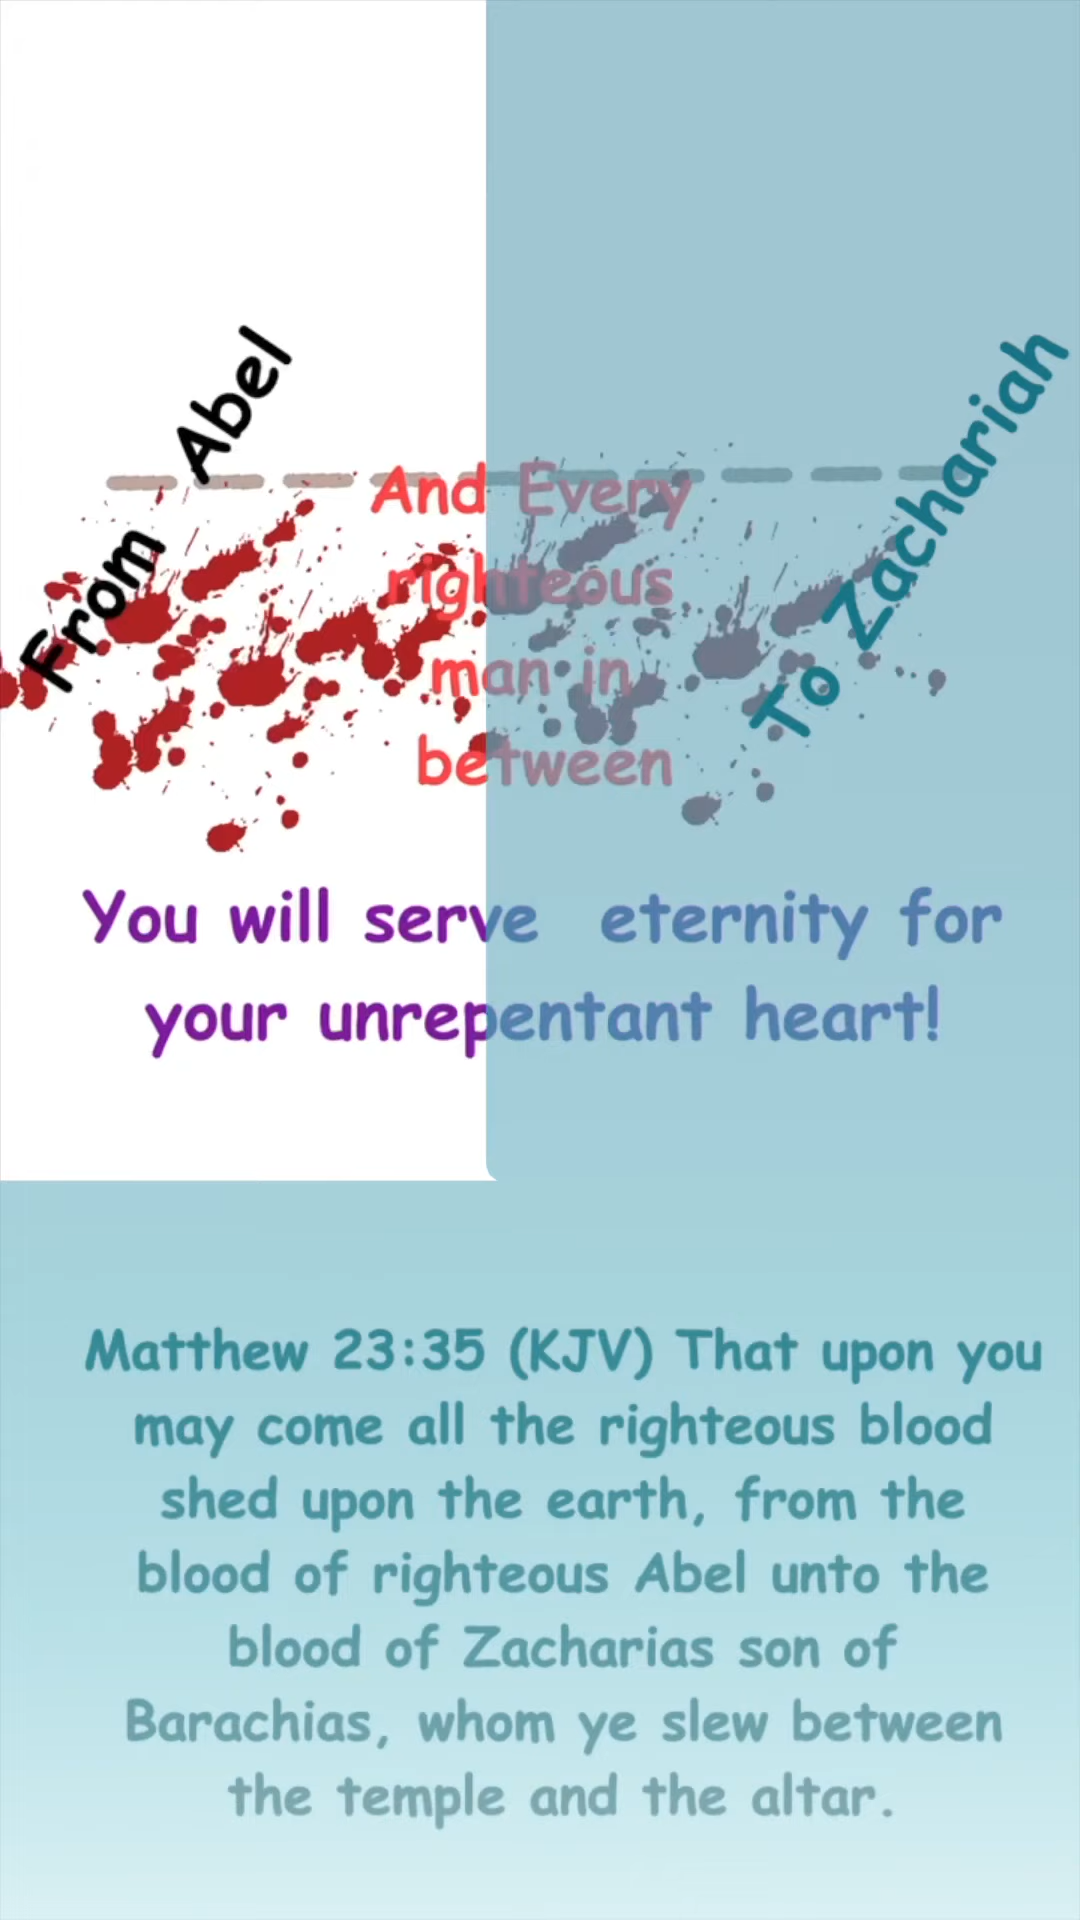 From Abel
To Zachariah
And Every
righteous
man in
between
You will serve eternity for
your unrepentant heart!
Matthew 23:35 (KJV) That upon you
may come all the righteous blood
shed upon the earth, from the
blood of righteous Abel unto the
blood of Zacharias son of
Barachias, whom ye slew between
the temple and the altar.